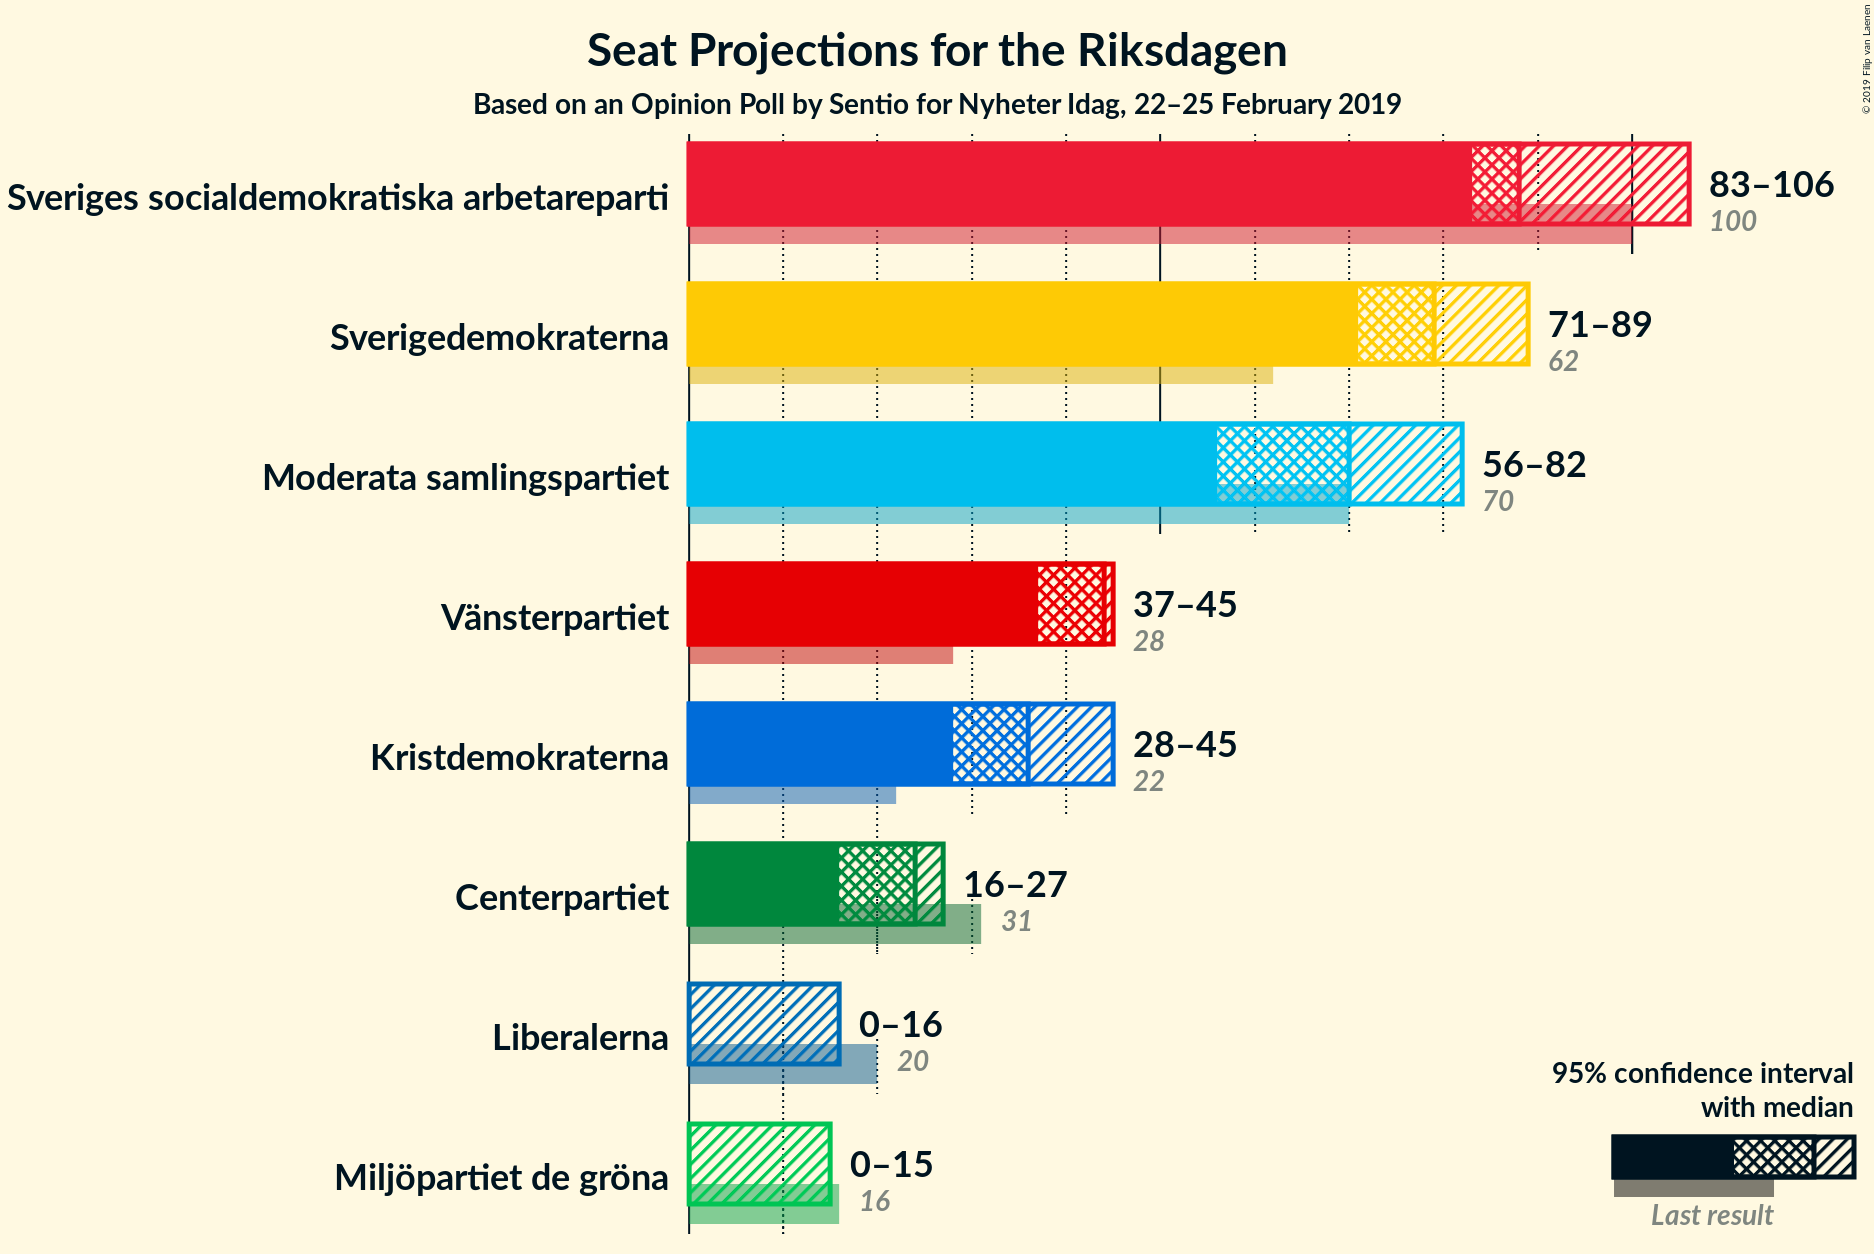 Seat Projections for the Riksdagen
Based on an Opinion Poll by Sentio for Nyheter Idag, 22–25 February 2019
© 2019 Filip van Laenen
Sveriges socialdemokratiska arbetareparti
83–106
100
Sverigedemokraterna
71–89
62
Moderata samlingspartiet
56–82
70
Vänsterpartiet
37–45
28
Kristdemokraterna
28–45
22
Centerpartiet
16–27
31
Liberalerna
0–16
20
Miljöpartiet de gröna
0–15
16
95% confidence interval
with median
Last result